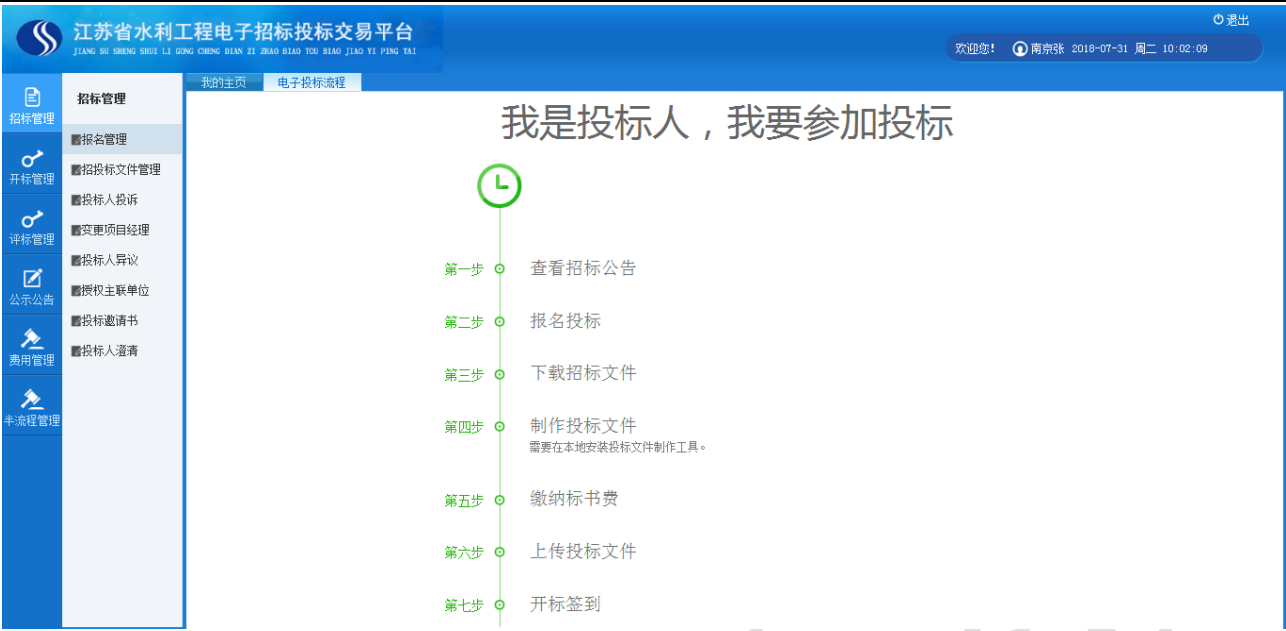 江苏省水利工程电子招标投标交易平台
JIANG SU SHENG SHUI LI GONG CHENG DIAN ZI ZHAO BIAO TOU BIAO JIAO YI PING TAI
退出
欢迎您! 南京张 2018-07-31 周二 10:02:09
我的主页 电子投标流程
招标管理
开标管理
评标管理
公示公告
费用管理
半流程管理
招标管理
报名管理
招投标文件管理
投标人投诉
变更项目经理
投标人异议
授权主联单位
投标邀请书
投标人澄清
我是投标人，我要参加投标
第一步 查看招标公告
第二步 报名投标
第三步 下载招标文件
第四步 制作投标文件
需要在本地安装投标文件制作工具。
第五步 缴纳标书费
第六步 上传投标文件
第七步 开标签到